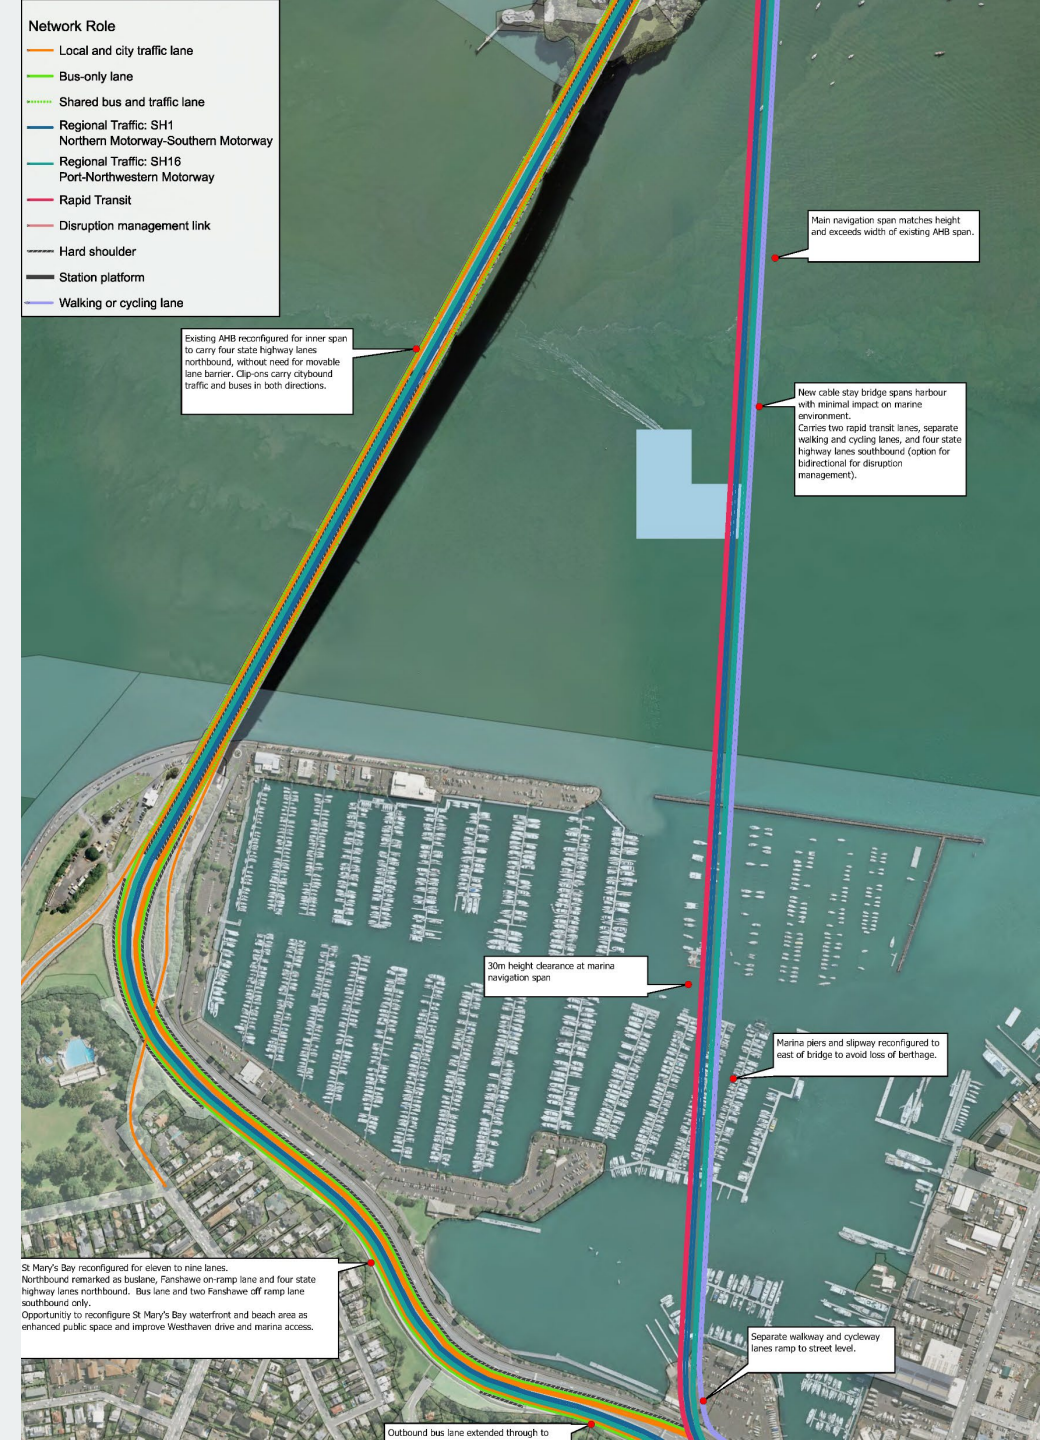 Network Role
Local and city traffic lane
Bus-only lane
Shared bus and traffic lane
Regional Traffic: SH1
Northern Motorway-Southern Motorway
Regional Traffic: SH16
Port-Northwestern Motorway
Rapid Transit
Disruption management link
Hard shoulder
Station platform
Walking or cycling lane
Main navigation span matches height
and exceeds width of existing AHB span.
Existing AHB reconfigured for inner span
to carry four state highway lanes
northbound, without need for movable
lane barrier. Clip-ons carry citybound
traffic and buses in both directions.
New cable stay bridge spans harbour
with minimal impact on marine
environment.
Carries two rapid transit lanes, separate
walking and cycling lanes, and four state
highway lanes southbound (option for
bidirectional for disruption
management).
30m height clearance at marina
navigation span
Marina piers and slipway reconfigured to
east of bridge to avoid loss of berthage.
St Mary's Bay reconfigured for eleven to nine lanes.
Northbound remarked as buslane, Fanshawe on-ramp lane and four state
highway lanes northbound. Bus lane and two Fanshawe off ramp lane
southbound only.
Opportunity to reconfigure St Mary's Bay waterfront and beach area as
enhanced public space and improve Westhaven drive and marina access.
Separate walkway and cycleway
lanes ramp to street level.
Outbound bus lane extended through to